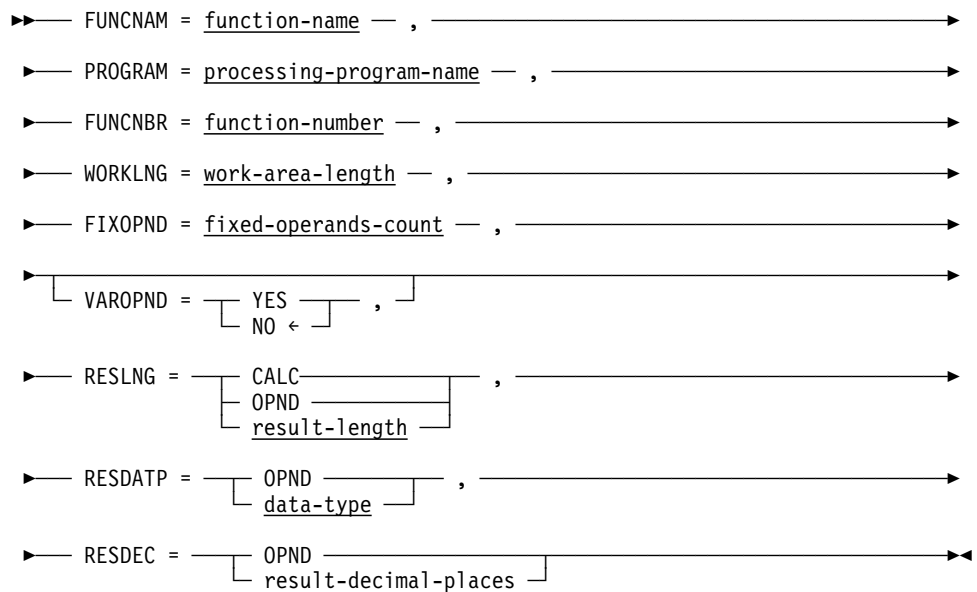 FUNCNAM = function-name ,
PROGRAM = processing-program-name ,
FUNCNBR = function-number ,
WORKLNG = work-area-length ,
FIXOPND = fixed-operands-count ,
VAROPND = YES ,
NO ←
RESLNG = CALC ,
OPND
result-length
RESDATP = OPND ,
data-type
RESDEC = OPND
result-decimal-places